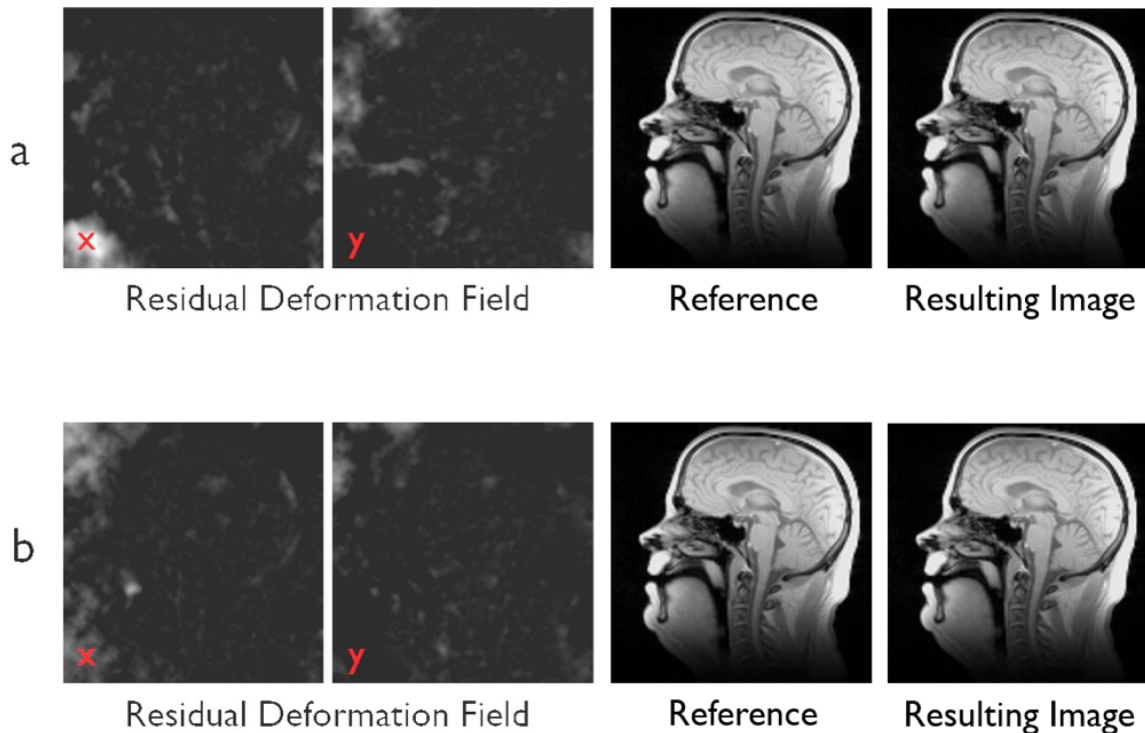 a
x
y
Residual Deformation Field
Reference
Resulting Image
b
x
y
Residual Deformation Field
Reference
Resulting Image